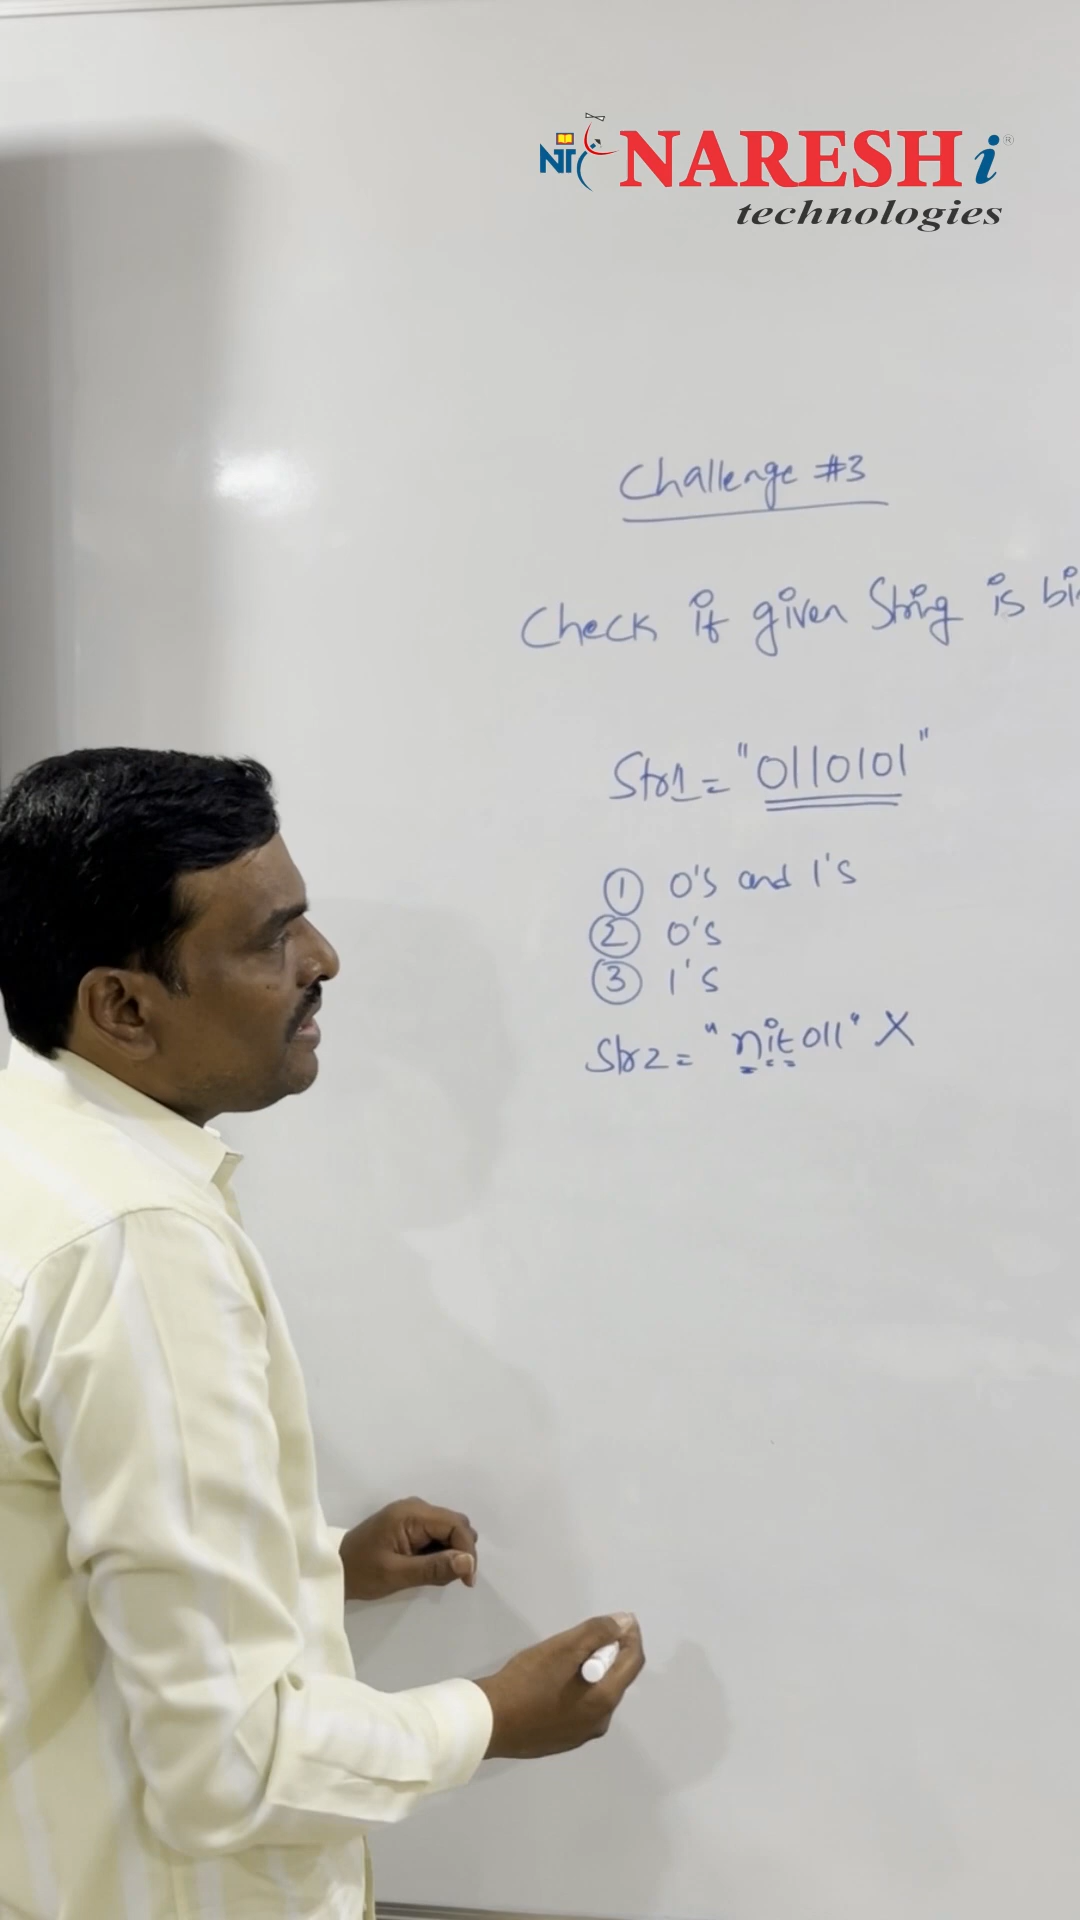 NT NARESH i ®
technologies
Challenge #3
Check if given String is bi
Str1 = "0110101"
① 0's and 1's
② 0's
③ 1's
Str2 = "nit011" X